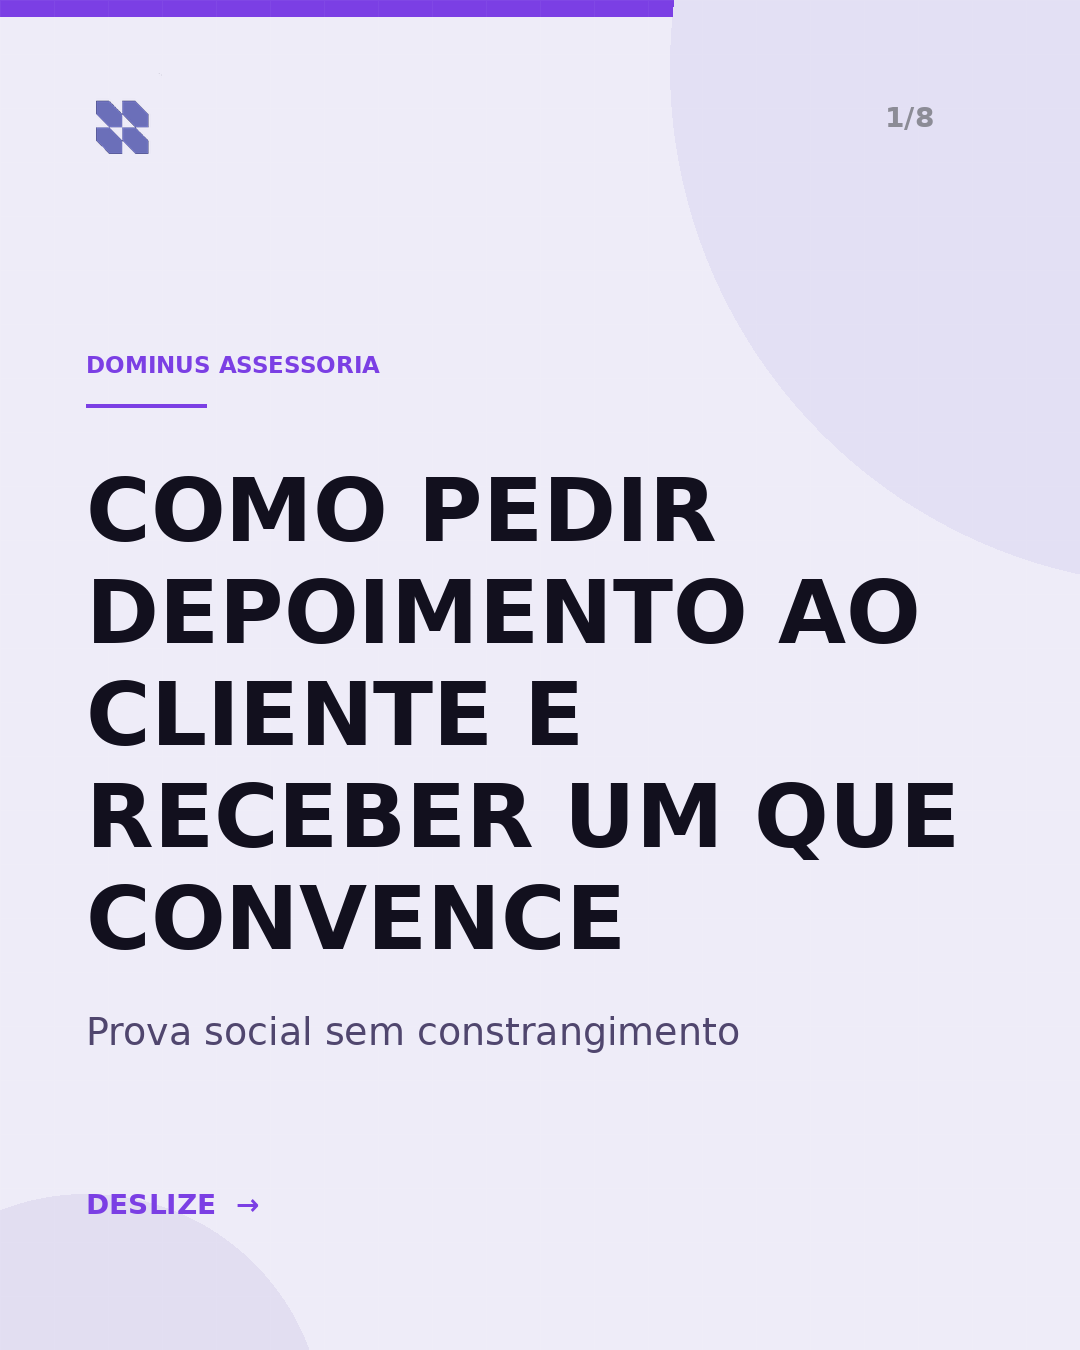 1/8
DOMINUS ASSESSORIA
COMO PEDIR
DEPOIMENTO AO
CLIENTE E
RECEBER UM QUE
CONVENCE
Prova social sem constrangimento
DESLIZE →